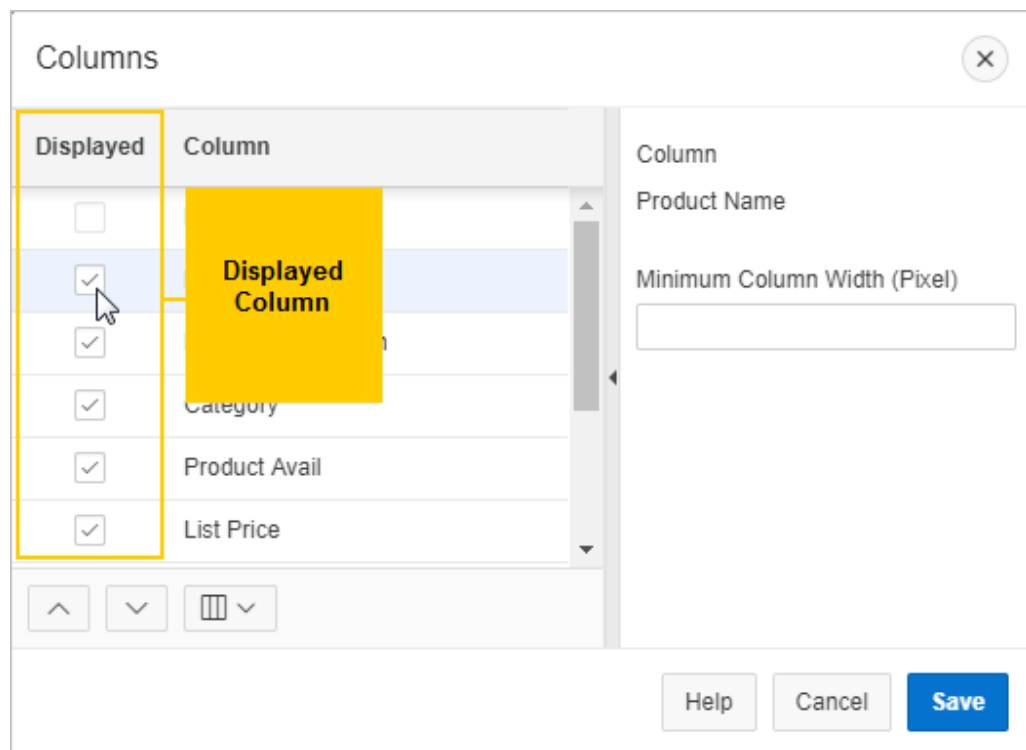 Columns
Displayed
Column
Column
Product Name
Displayed
Column
Minimum Column Width (Pixel)
Category
Product Avail
List Price
Help
Cancel
Save